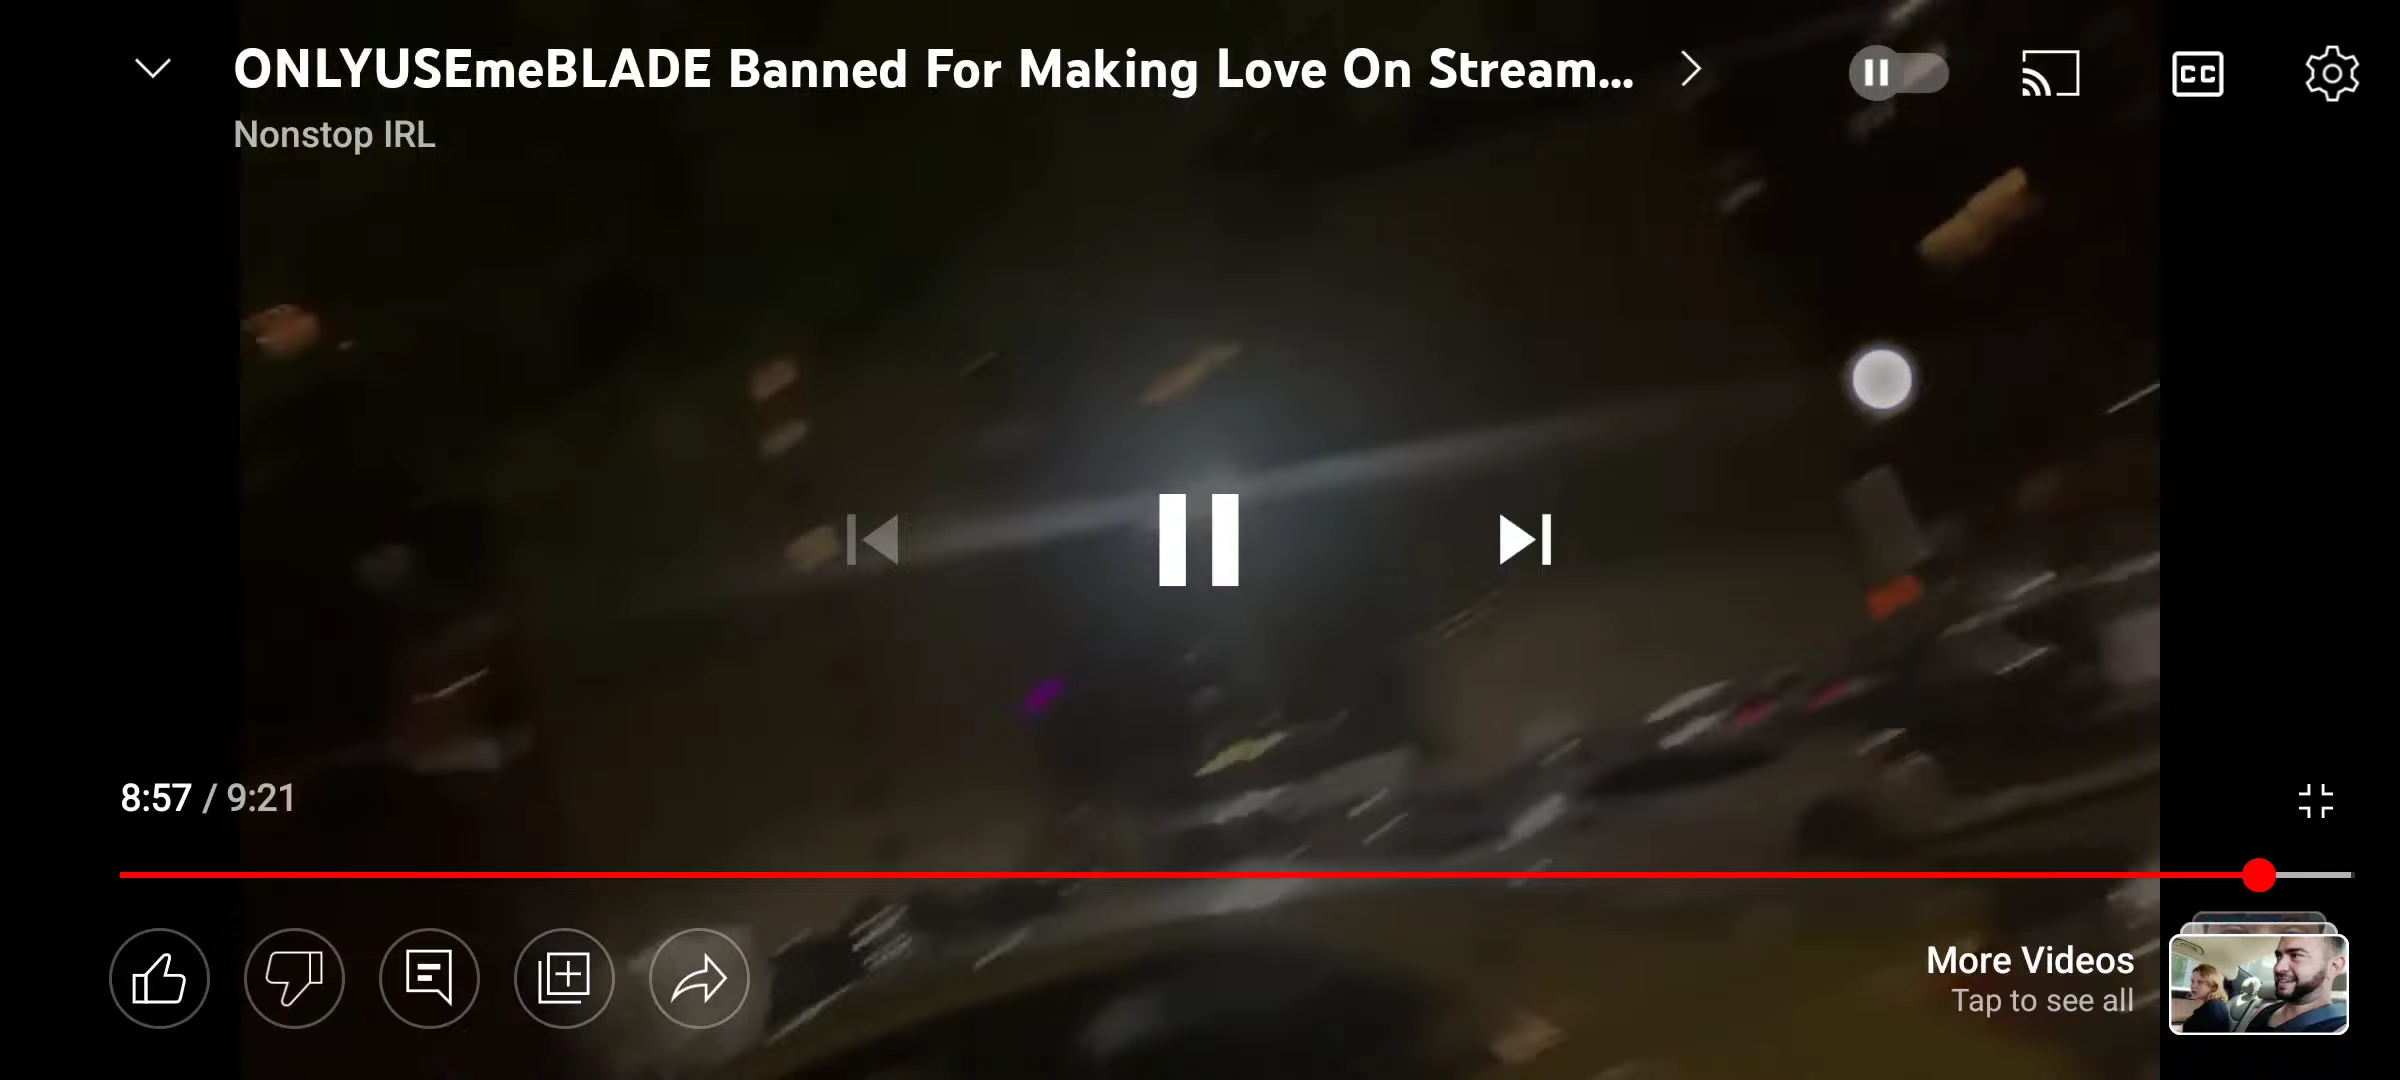 ONLYUSEmeBLADE Banned For Making Love On Stream...
Nonstop IRL
CC
8:57 / 9:21
More Videos
Tap to see all